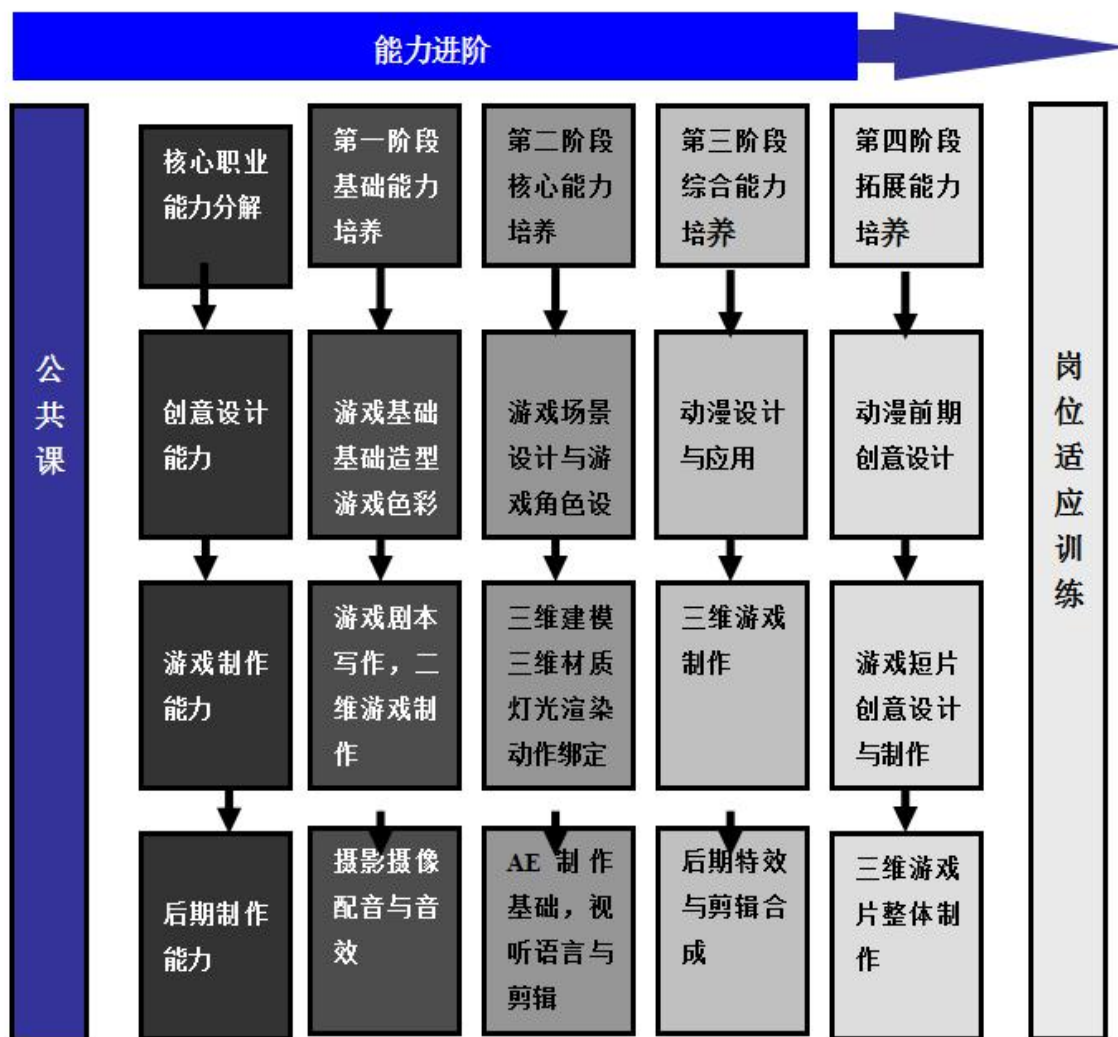 能力进阶
公共课
核心职业
能力分解
第一阶段
基础能力
培养
第二阶段
核心能力
培养
第三阶段
综合能力
培养
第四阶段
拓展能力
培养
创意设计
能力
游戏基础
基础造型
游戏色彩
游戏场景
设计与游
戏角色设
动漫设计
与应用
动漫前期
创意设计
游戏制作
能力
游戏剧本
写作，二
维游戏制
作
三维建模
三维材质
灯光渲染
动作绑定
三维游戏
制作
游戏短片
创意设计
与制作
后期制作
能力
摄影摄像
配音与音
效
AE 制作
基础，视
听语言与
剪辑
后期特效
与剪辑合
成
三维游戏
片整体制
作
岗位适应训练